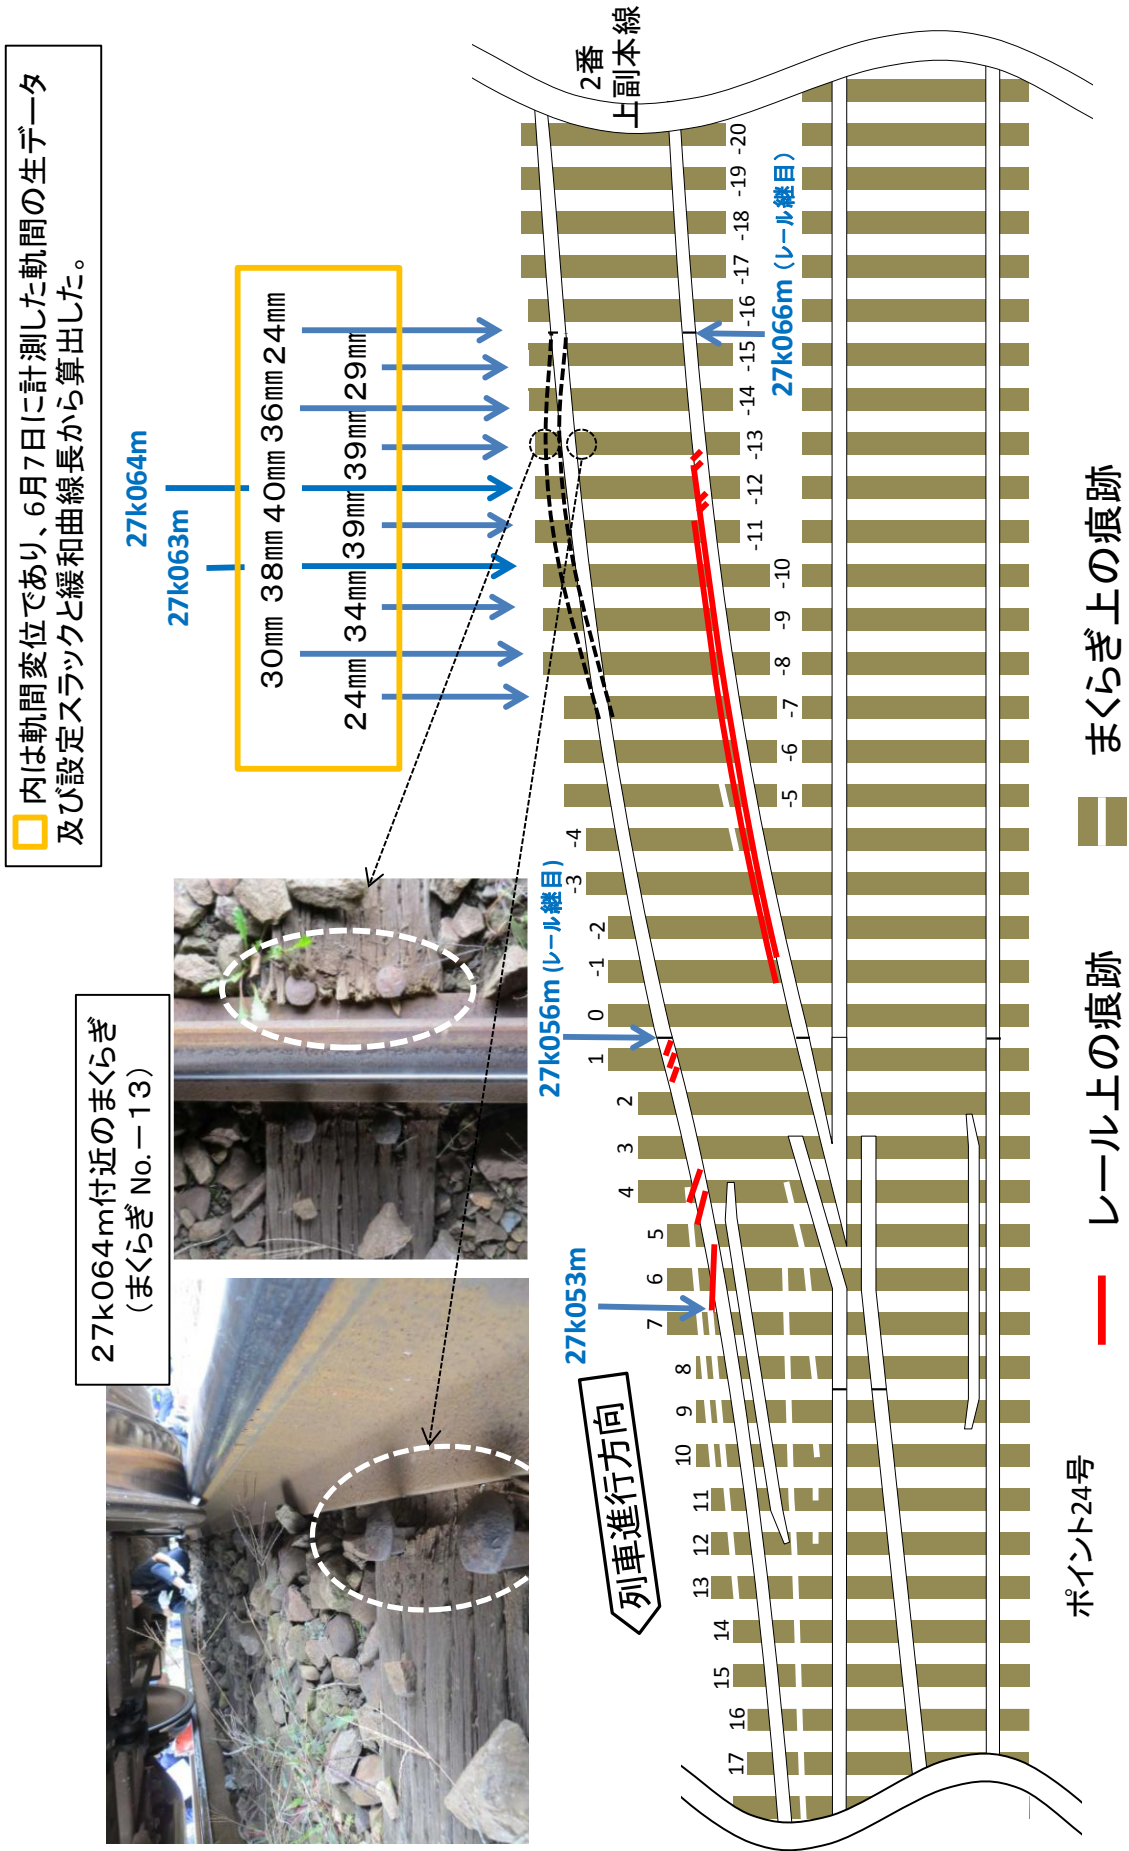 □内は軌間変位であり、6月7日に計測した軌間の生データ
及び設定スラックと緩和曲線長から算出した。
27k064m
27k063m
30mm 38mm 40mm 36mm 24mm
24mm 34mm 39mm 39mm 29mm
27k064m付近のまくらぎ
(まくらぎNo.-13)
2番
上副本線
27k056m(レール継目)
27k066m(レール継目)
27k053m
列車進行方向
17 16 15 14 13 12 11 10 9 8 7 6 5 4 3 2 1 0 -1 -2 -3 -4
-5 -6 -7 -8 -9 -10 -11 -12 -13 -14 -15 -16 -17 -18 -19 -20
ポイント24号
レール上の痕跡
まくらぎ上の痕跡